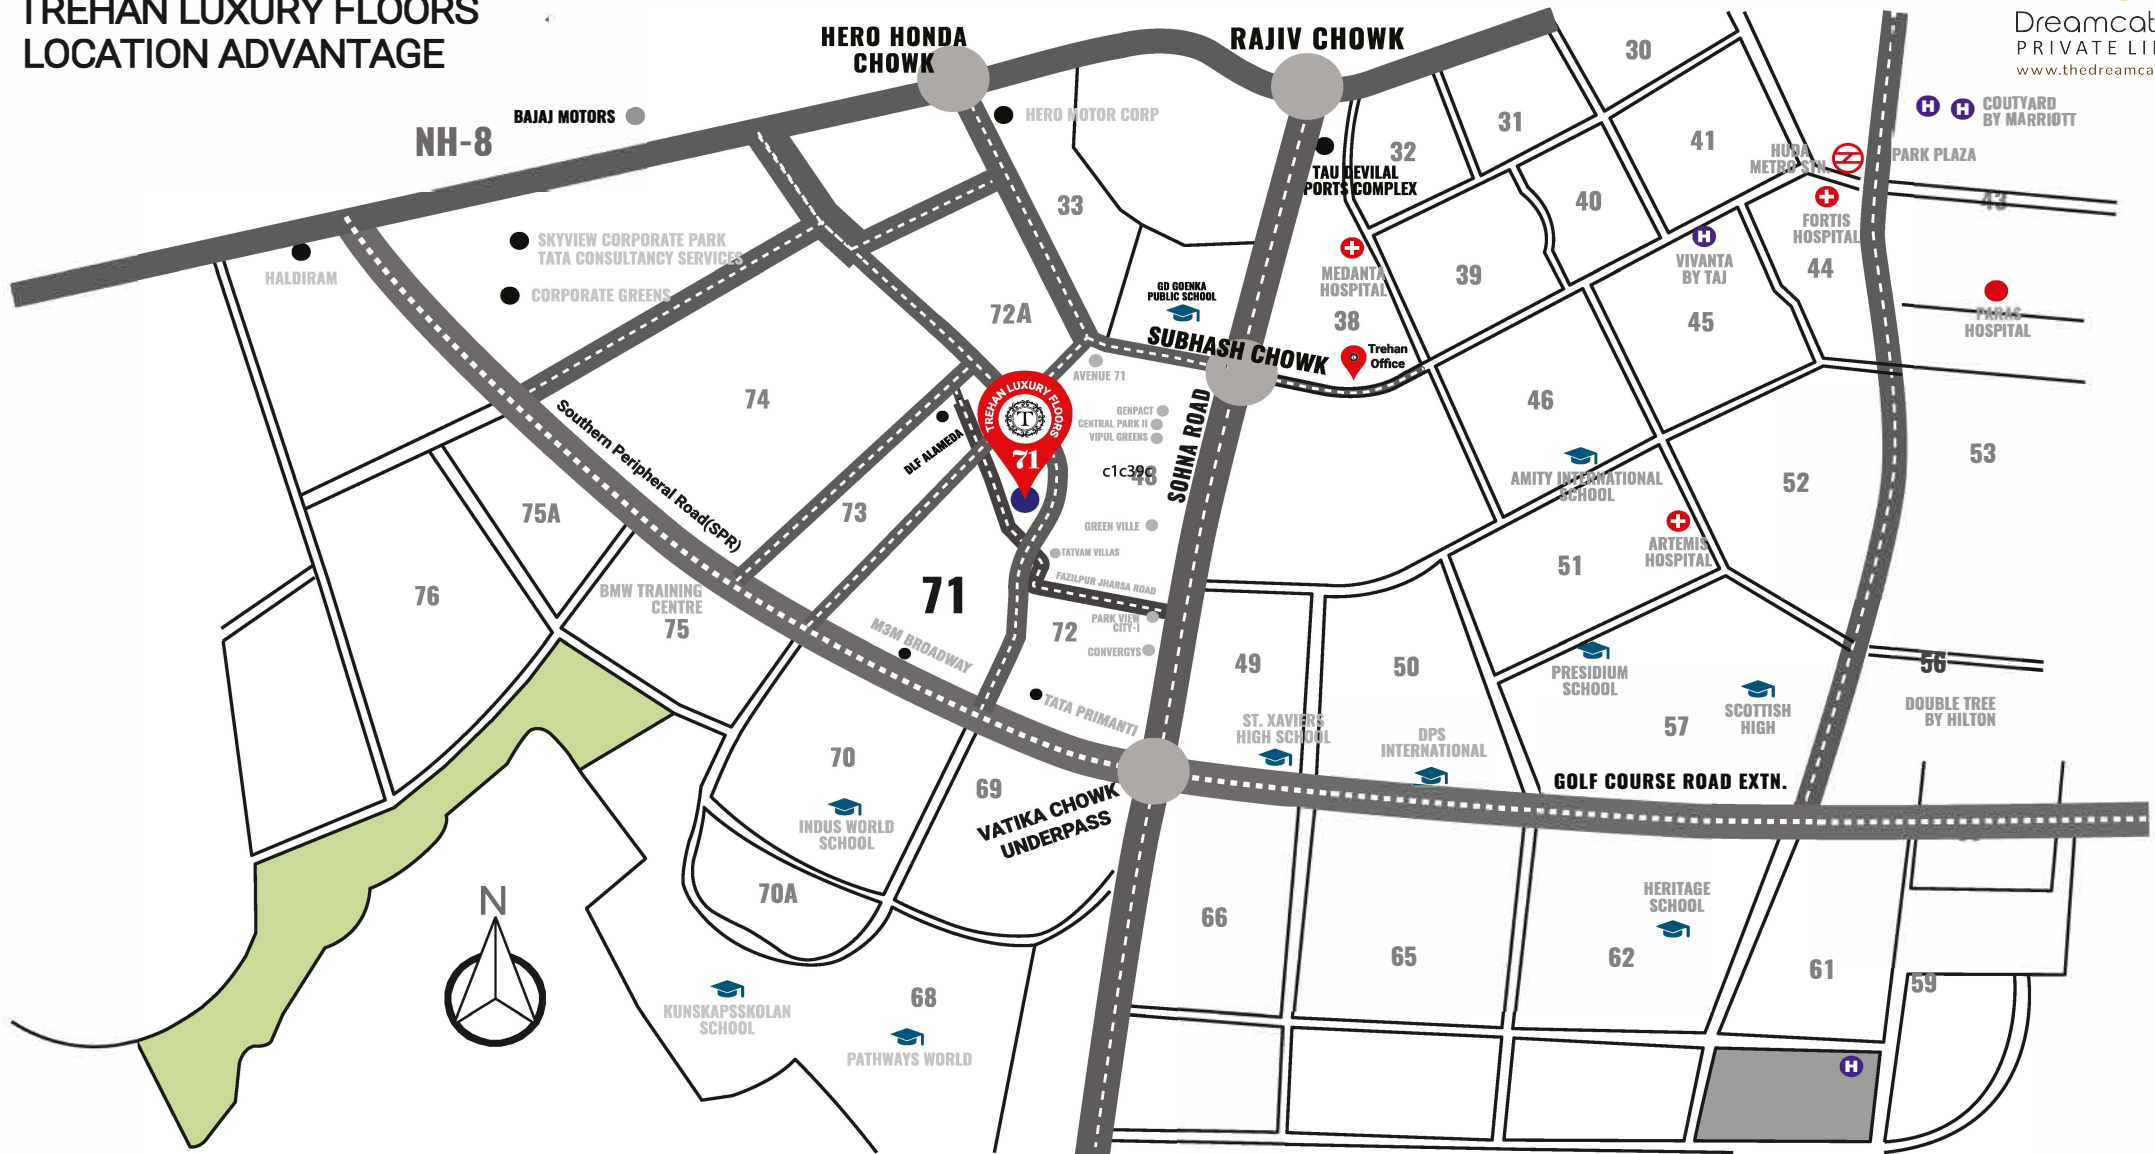 TREHAN LUXURY FLOORS
LOCATION ADVANTAGE
PRIVATE
HERO HONDA
CHOWK
RAJIV CHOWK
NH-8
BAJAJ MOTORS
HERO MOTOR CORP
30
31
32
41
40
39
33
HUDA
METRO STN.
COUTYARD
BY MARRIOTT
PARK PLAZA
43
FORTIS
HOSPITAL
44
PARAS
HOSPITAL
TAU DEVILAL
PORTS COMPLEX
MEDANTA
HOSPITAL
38
VIVANTA
BY TAJ
45
HALDIRAM
SKYVIEW CORPORATE PARK
TATA CONSULTANCY SERVICES
CORPORATE GREENS
72A
GD GOENKA
PUBLIC SCHOOL
SUBHASH CHOWK
Trehan
Office
AVENUE 71
74
Southern Peripheral Road(SPR)
DLF ALAMEDA
TREHAN LUXURY FLOORS
T
71
GENPACT
CENTRAL PARK II
VIPUL GREENS
c1c39c
48
SOHNA ROAD
46
AMITY INTERNATIONAL
SCHOOL
52
53
75A
73
GREEN VILLE
TATVAM VILLAS
FAZILPUR JHARSA ROAD
51
ARTEMIS
HOSPITAL
76
BMW TRAINING
CENTRE
75
71
M3M BROADWAY
72
PARK VIEW
CITY-I
CONVERGYS
TATA PRIMANTI
49
50
ST. XAVIERS
HIGH SCHOOL
DPS
INTERNATIONAL
PRESIDIUM
SCHOOL
57
SCOTTISH
HIGH
56
DOUBLE TREE
BY HILTON
GOLF COURSE ROAD EXTN.
70
INDUS WORLD
SCHOOL
69
VATIKA CHOWK
UNDERPASS
70A
N
66
65
HERITAGE
SCHOOL
62
61
59
KUNSKAPSSKOLAN
SCHOOL
68
PATHWAYS WORLD
H
H
H
H